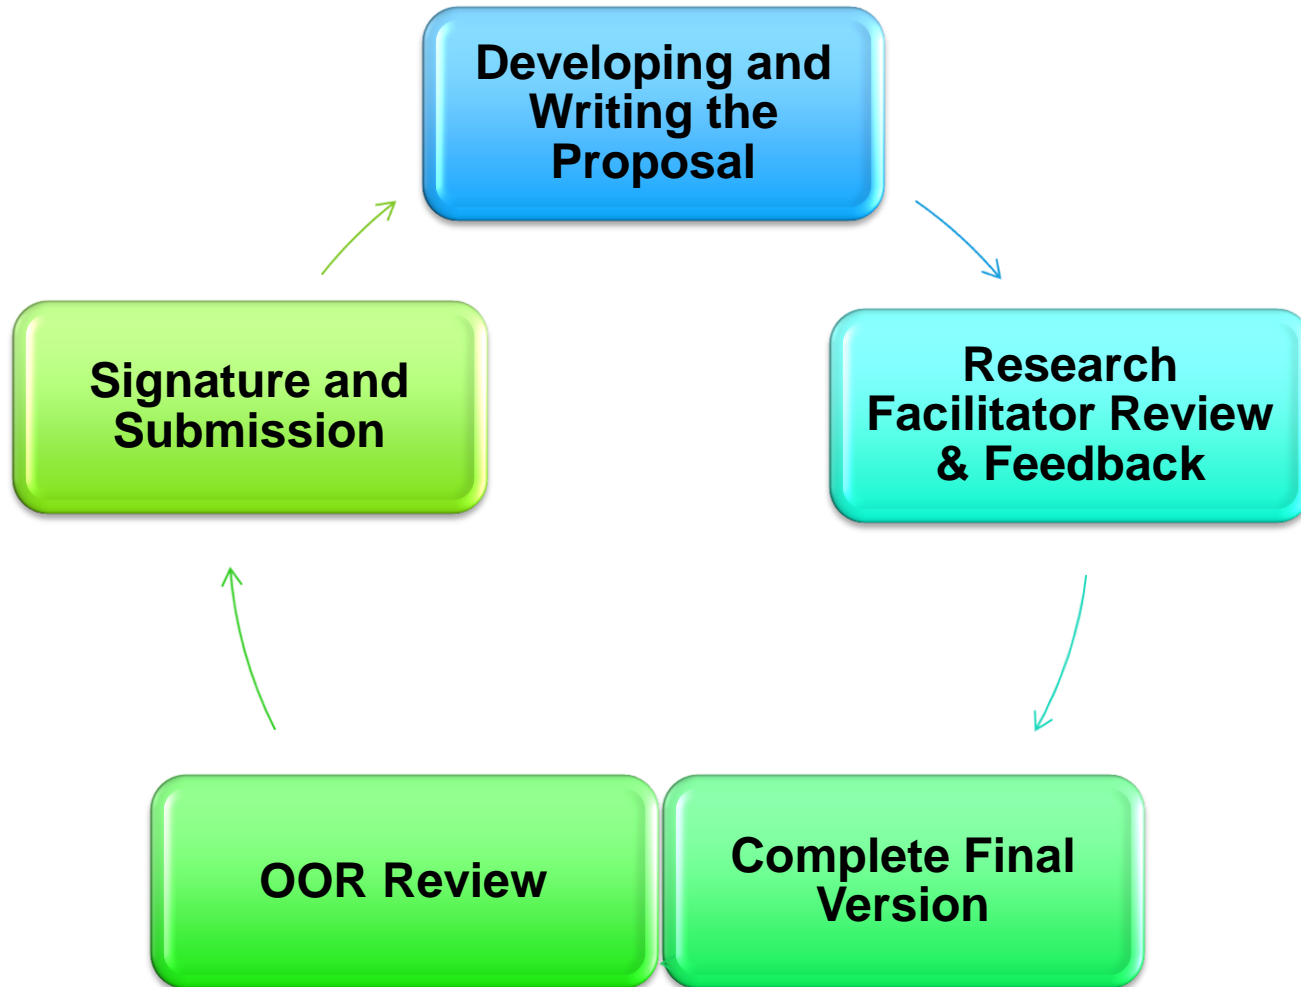 Developing and
Writing the
Proposal
Research
Facilitator Review
& Feedback
Complete Final
Version
OOR Review
Signature and
Submission